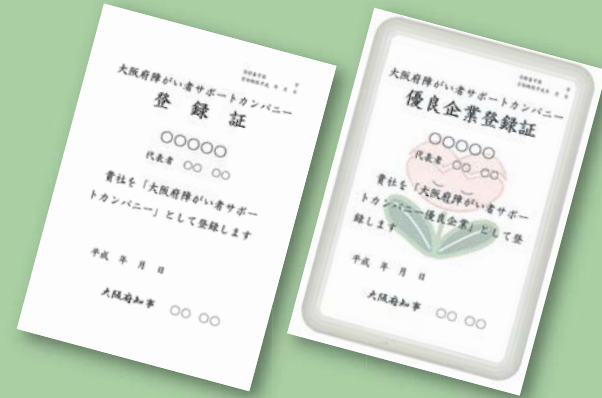 大阪府障がい者サポートカンパニー
登 録 証
○○○○○
代表者 ○○ ○○
貴社を「大阪府障がい者サポー
トカンパニー」として登録します
平成 年 月 日
大阪府知事 ○○ ○○
大阪府障がい者サポートカンパニー
優良企業登録証
○○○○○
代表者 ○○ ○○
貴社を「大阪府障がい者サポー
トカンパニー優良企業」として登
録します
平成 年 月 日
大阪府知事 ○○ ○○